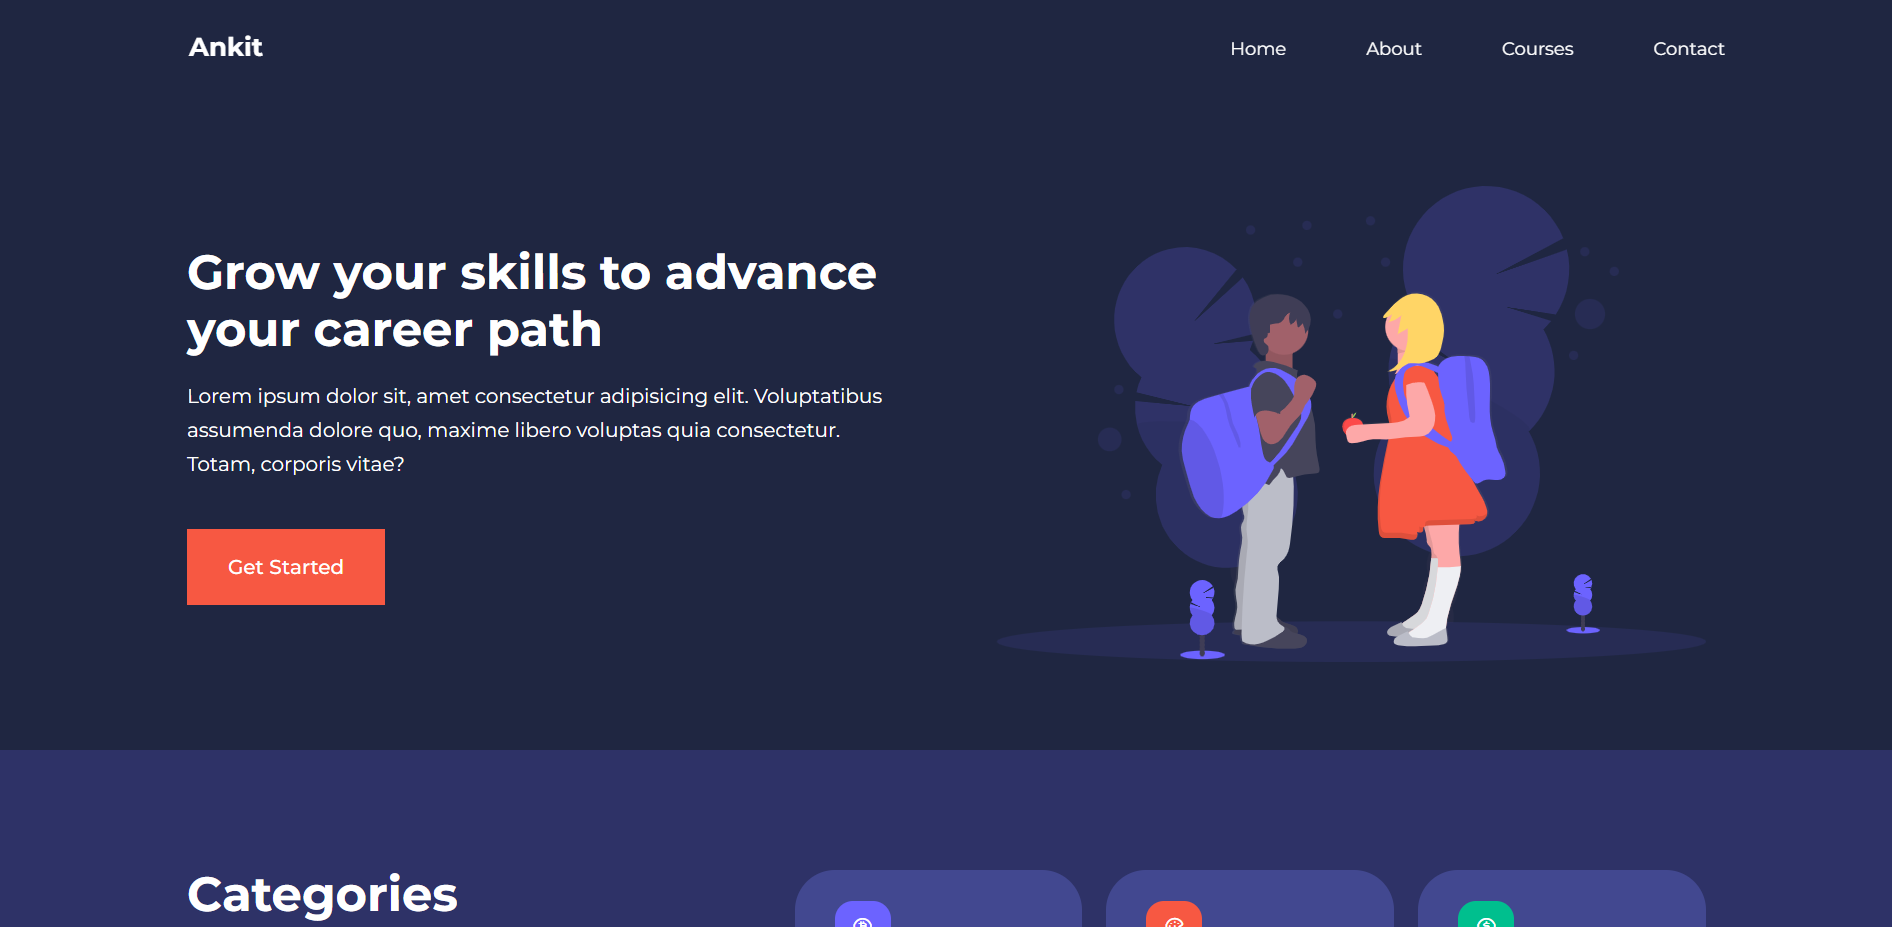 Ankit
Home
About
Courses
Contact
Grow your skills to advance
your career path
Lorem ipsum dolor sit, amet consectetur adipisicing elit. Voluptatibus
assumenda dolore quo, maxime libero voluptas quia consectetur.
Totam, corporis vitae?
Get Started
Categories